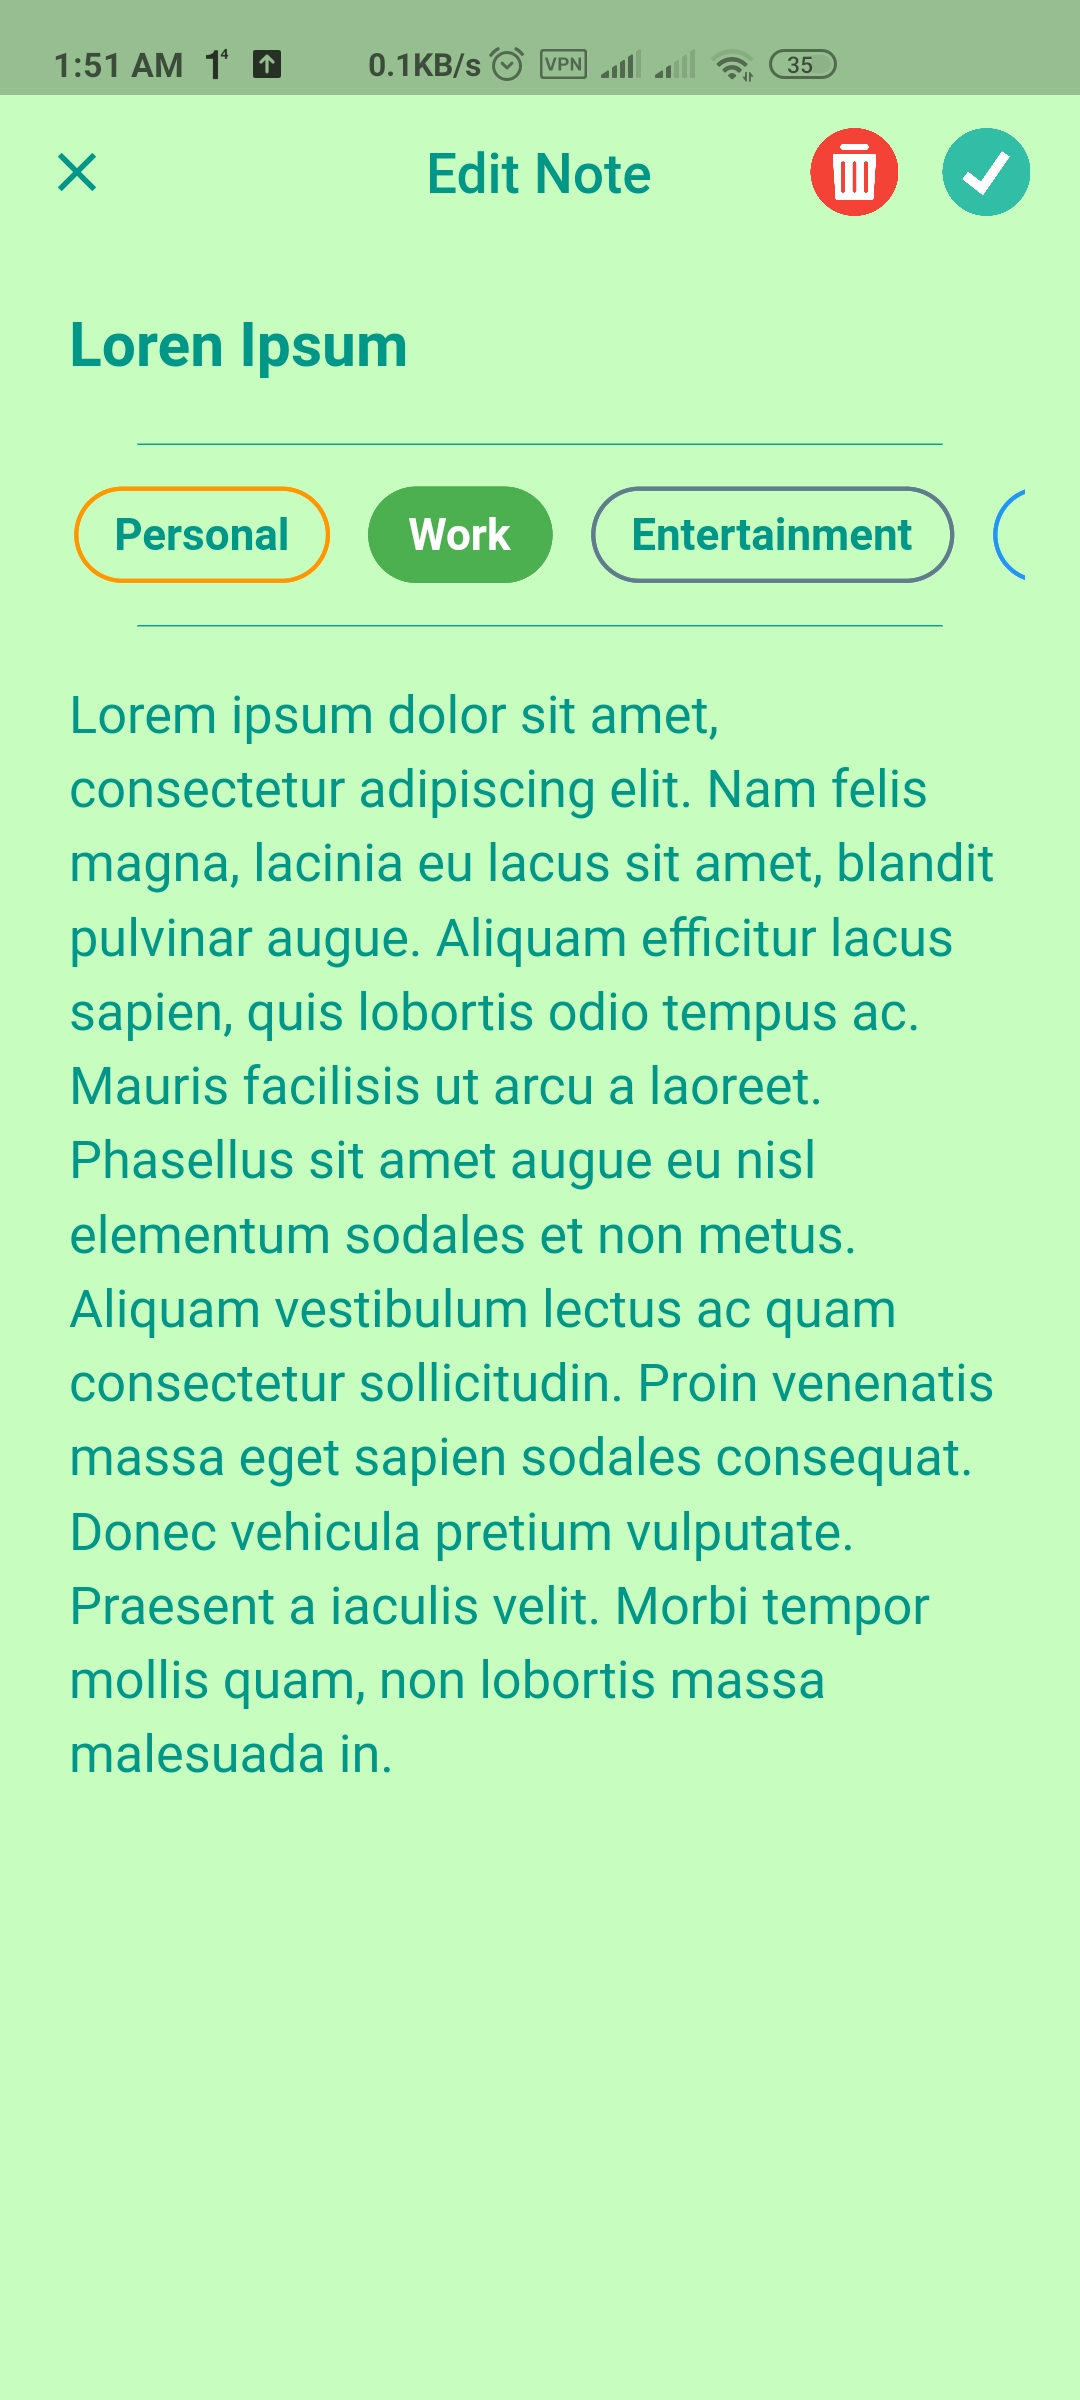 1:51 AM 1 4 0.1KB/s VPN 35
Edit Note
Loren Ipsum
Personal Work Entertainment
Lorem ipsum dolor sit amet,
consectetur adipiscing elit. Nam felis
magna, lacinia eu lacus sit amet, blandit
pulvinar augue. Aliquam efficitur lacus
sapien, quis lobortis odio tempus ac.
Mauris facilisis ut arcu a laoreet.
Phasellus sit amet augue eu nisl
elementum sodales et non metus.
Aliquam vestibulum lectus ac quam
consectetur sollicitudin. Proin venenatis
massa eget sapien sodales consequat.
Donec vehicula pretium vulputate.
Praesent a iaculis velit. Morbi tempor
mollis quam, non lobortis massa
malesuada in.